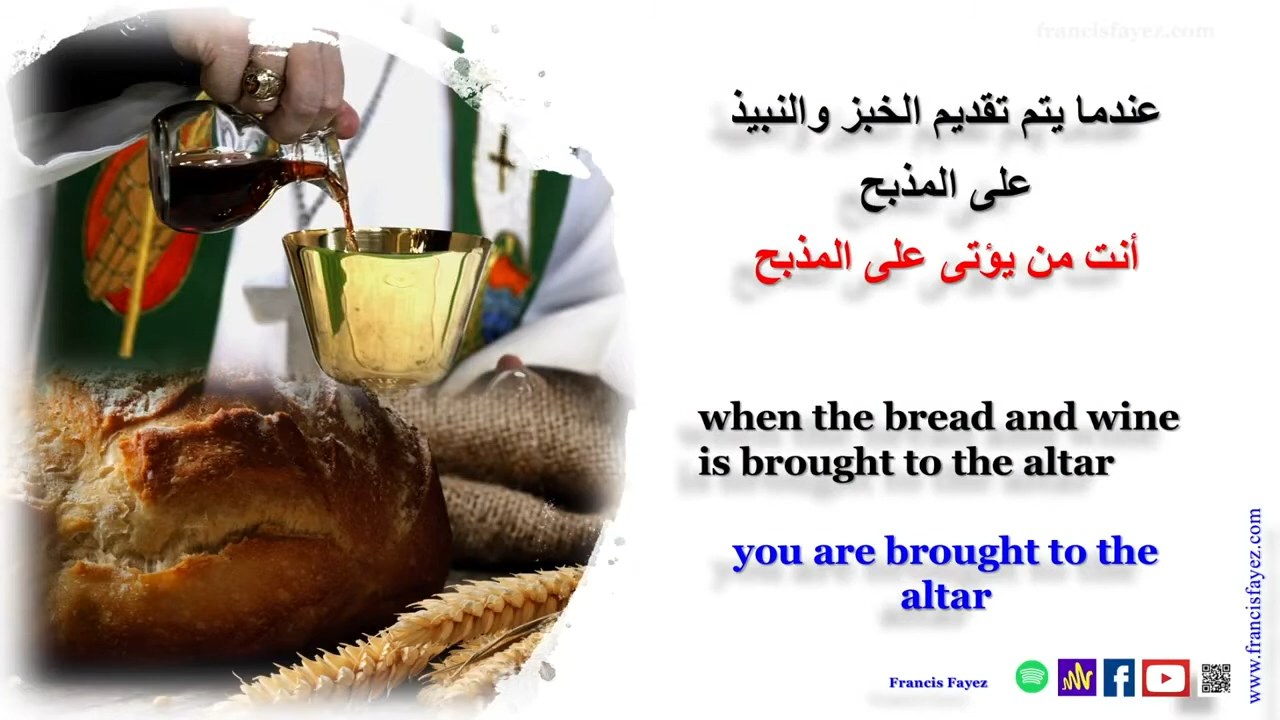 francisfayez.com
عندما يتم تقديم الخبز والنبيذ
على المذبح
أنت من يؤتى على المذبح
when the bread and wine
is brought to the altar
you are brought to the
altar
Francis Fayez
www.francisfayez.com